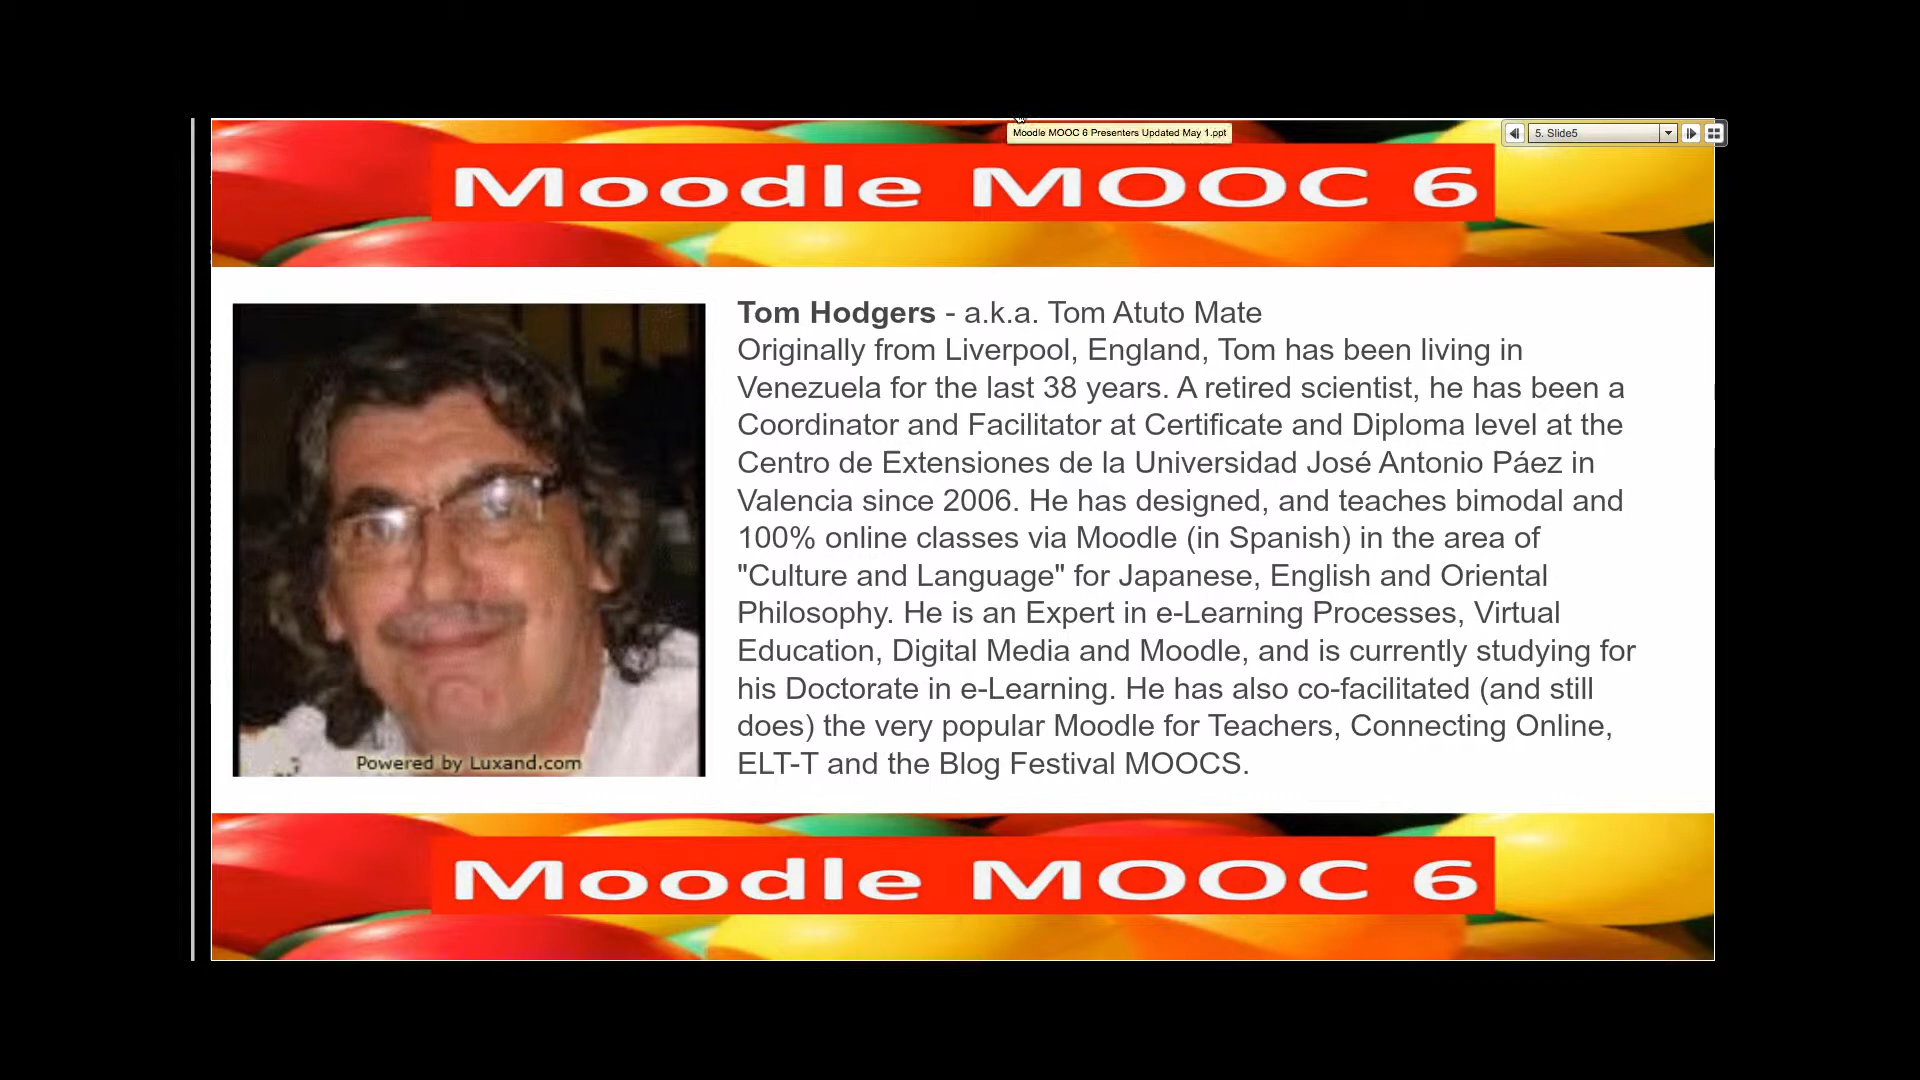 Moodle MOOC 6 Presenters Updated May 1.ppt
5. Slide5
Moodle MOOC 6
Tom Hodgers - a.k.a. Tom Atuto Mate
Originally from Liverpool, England, Tom has been living in
Venezuela for the last 38 years. A retired scientist, he has been a
Coordinator and Facilitator at Certificate and Diploma level at the
Centro de Extensiones de la Universidad José Antonio Páez in
Valencia since 2006. He has designed, and teaches bimodal and
100% online classes via Moodle (in Spanish) in the area of
"Culture and Language" for Japanese, English and Oriental
Philosophy. He is an Expert in e-Learning Processes, Virtual
Education, Digital Media and Moodle, and is currently studying for
his Doctorate in e-Learning. He has also co-facilitated (and still
does) the very popular Moodle for Teachers, Connecting Online,
ELT-T and the Blog Festival MOOCS.
Powered by Luxand.com
Moodle MOOC 6